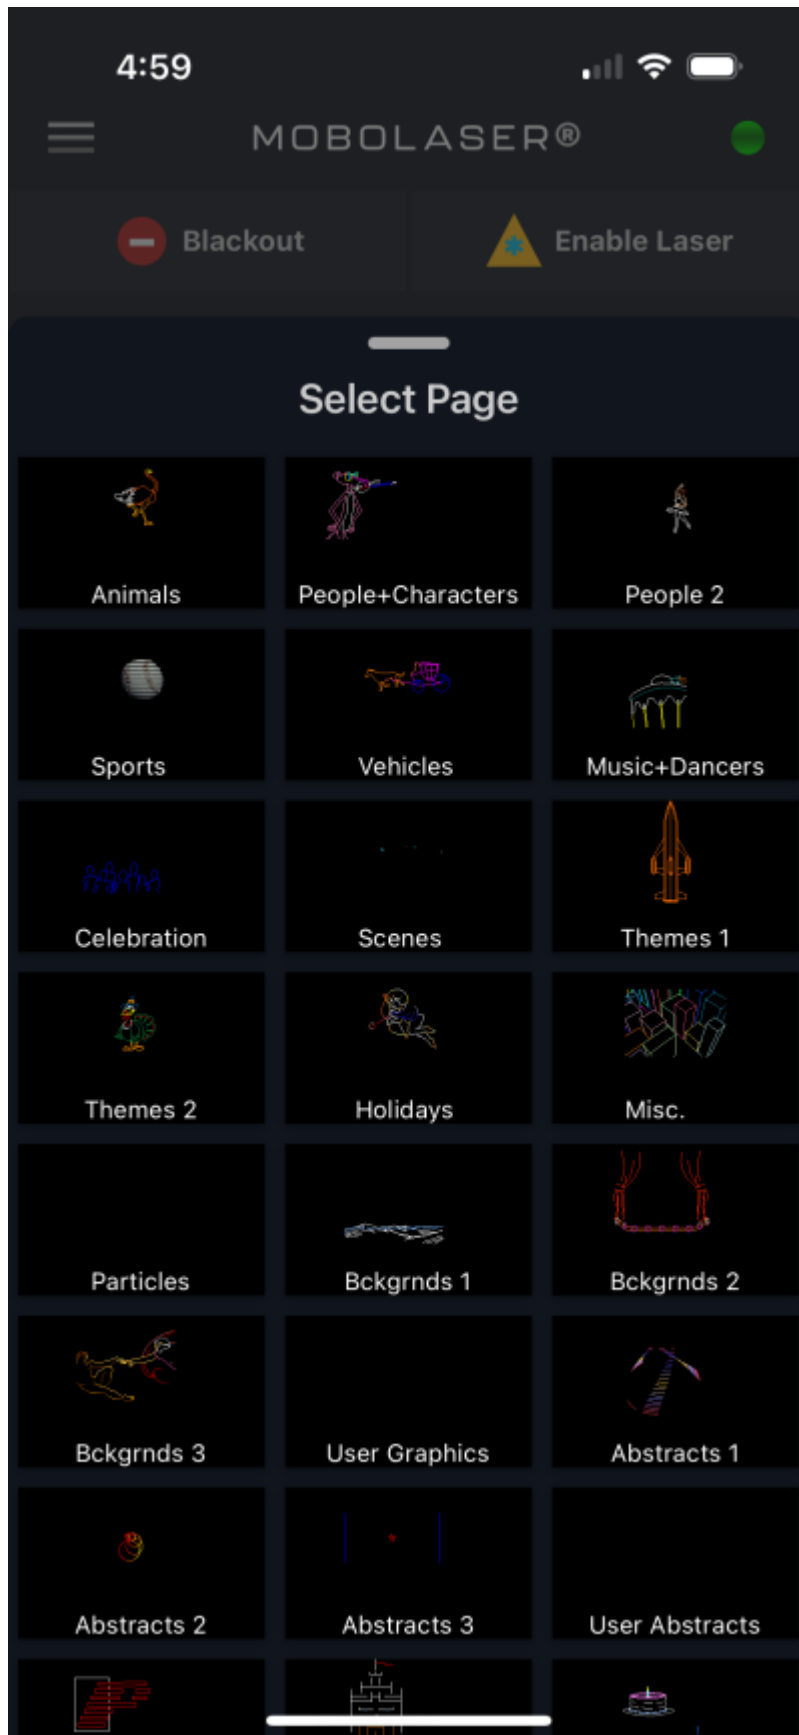 4:59
MOBOLASER®
Blackout
Enable Laser
Select Page
Animals
People+Characters
People 2
Sports
Vehicles
Music+Dancers
Celebration
Scenes
Themes 1
Themes 2
Holidays
Misc.
Particles
Bckgrnds 1
Bckgrnds 2
Bckgrnds 3
User Graphics
Abstracts 1
Abstracts 2
Abstracts 3
User Abstracts